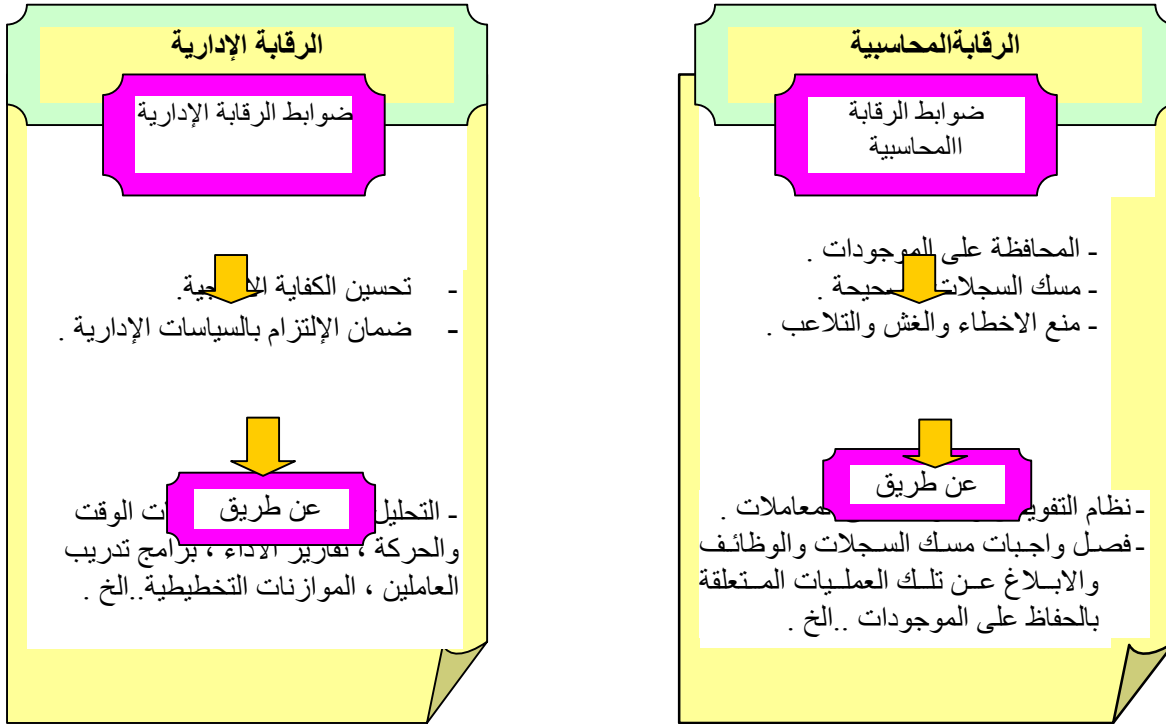 الرقابةالمحاسبية
ضوابط الرقابة
االمحاسبية
- المحافظة على الموجودات .
- مسك السجلات .
- منع الاخطاء والغش والتلاعب .
عن طريق
- نظام
- فصل واجبات مسك السجلات والوظائف
والابلاغ عن تلك العمليات المتعلقة
بالحفاظ على الموجودات ..الخ .
الرقابة الإدارية
ضوابط الرقابة الإدارية
- تحسين الكفاية
- ضمان الإلتزام بالسياسات الإدارية .
عن طريق
- التحليل الوقت
والحركة ، تقارير الأداء ، برامج تدريب
العاملين ، الموازنات التخطيطية..الخ .